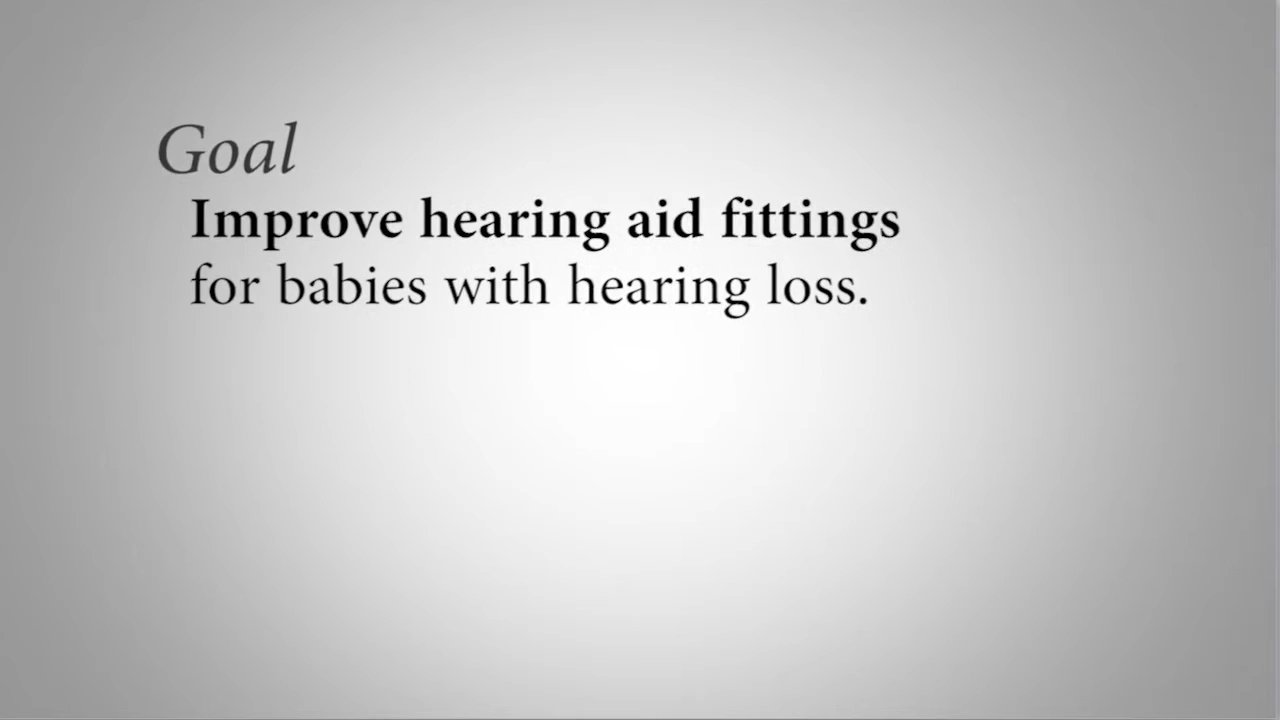 Goal
Improve hearing aid fittings
for babies with hearing loss.